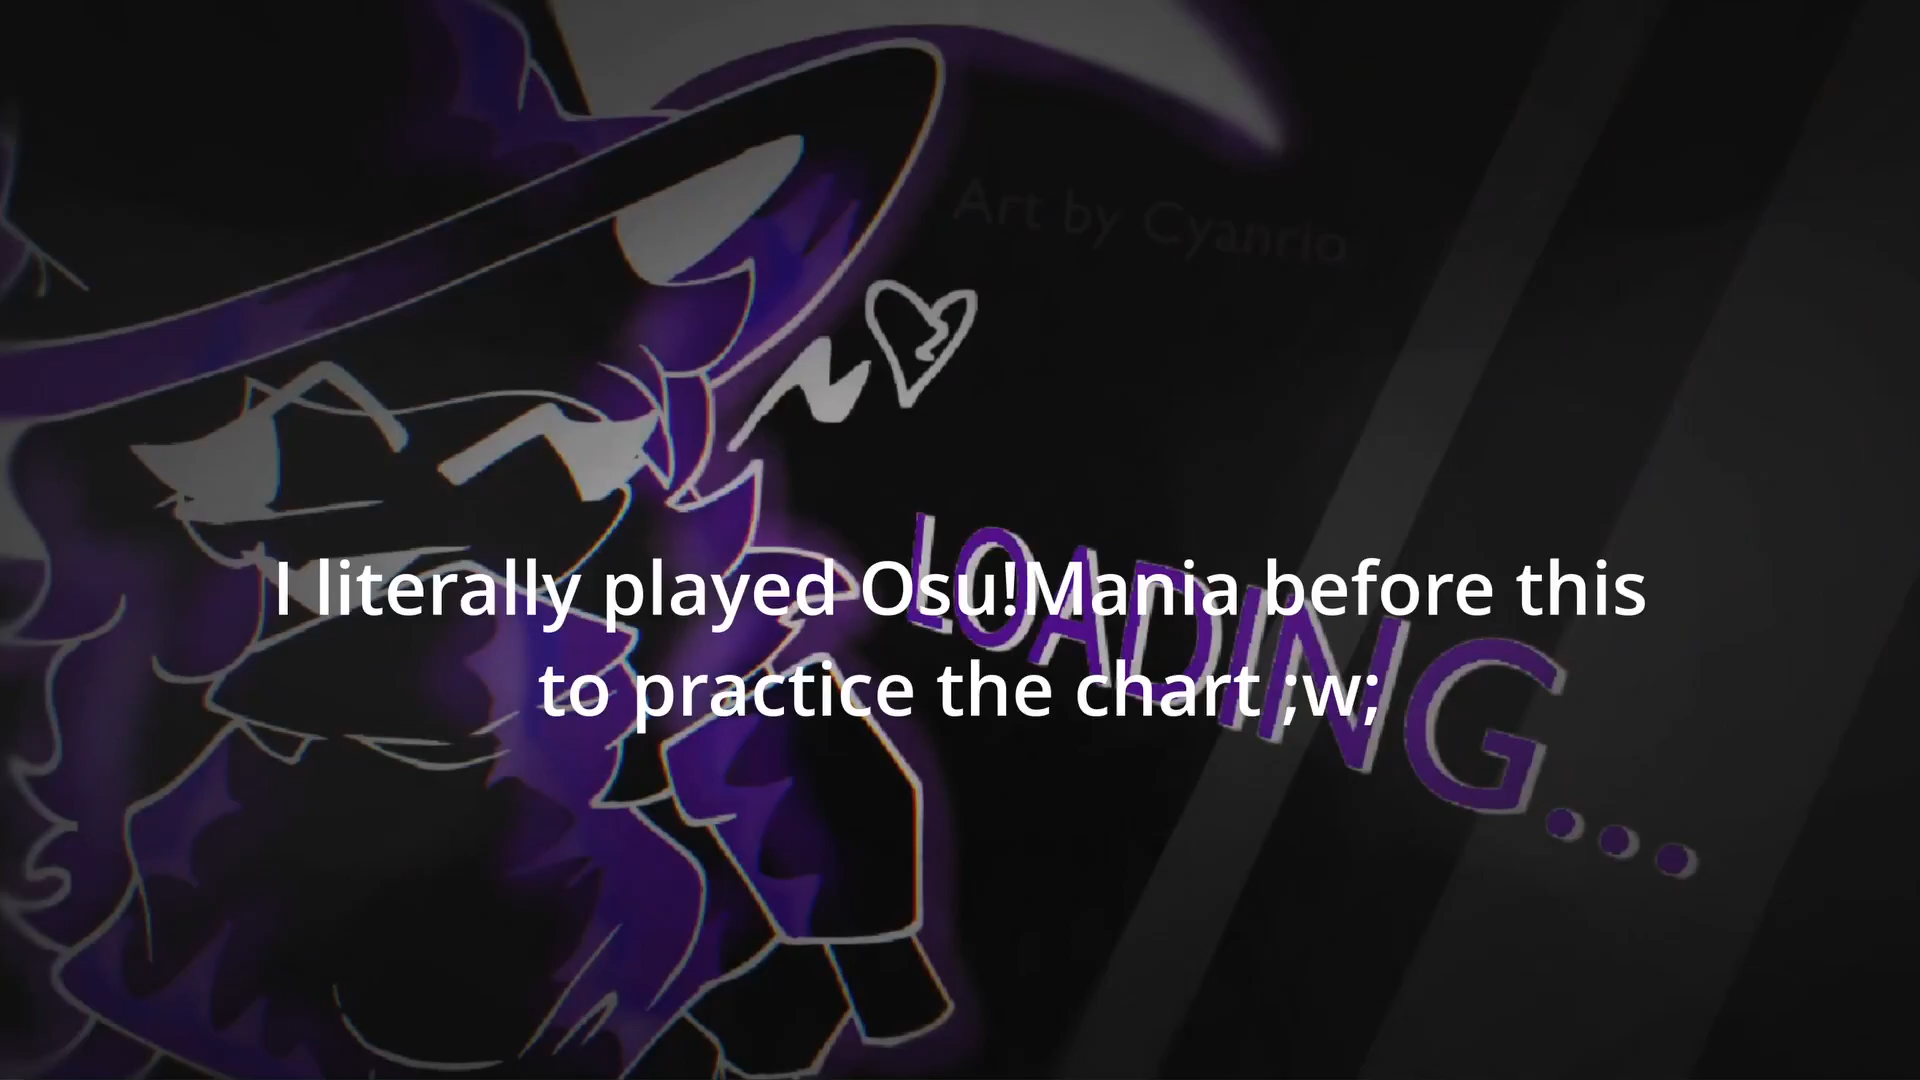 Art by Cyanrio
LOADING...
I literally played Osu!Mania before this
to practice the chart ;w;